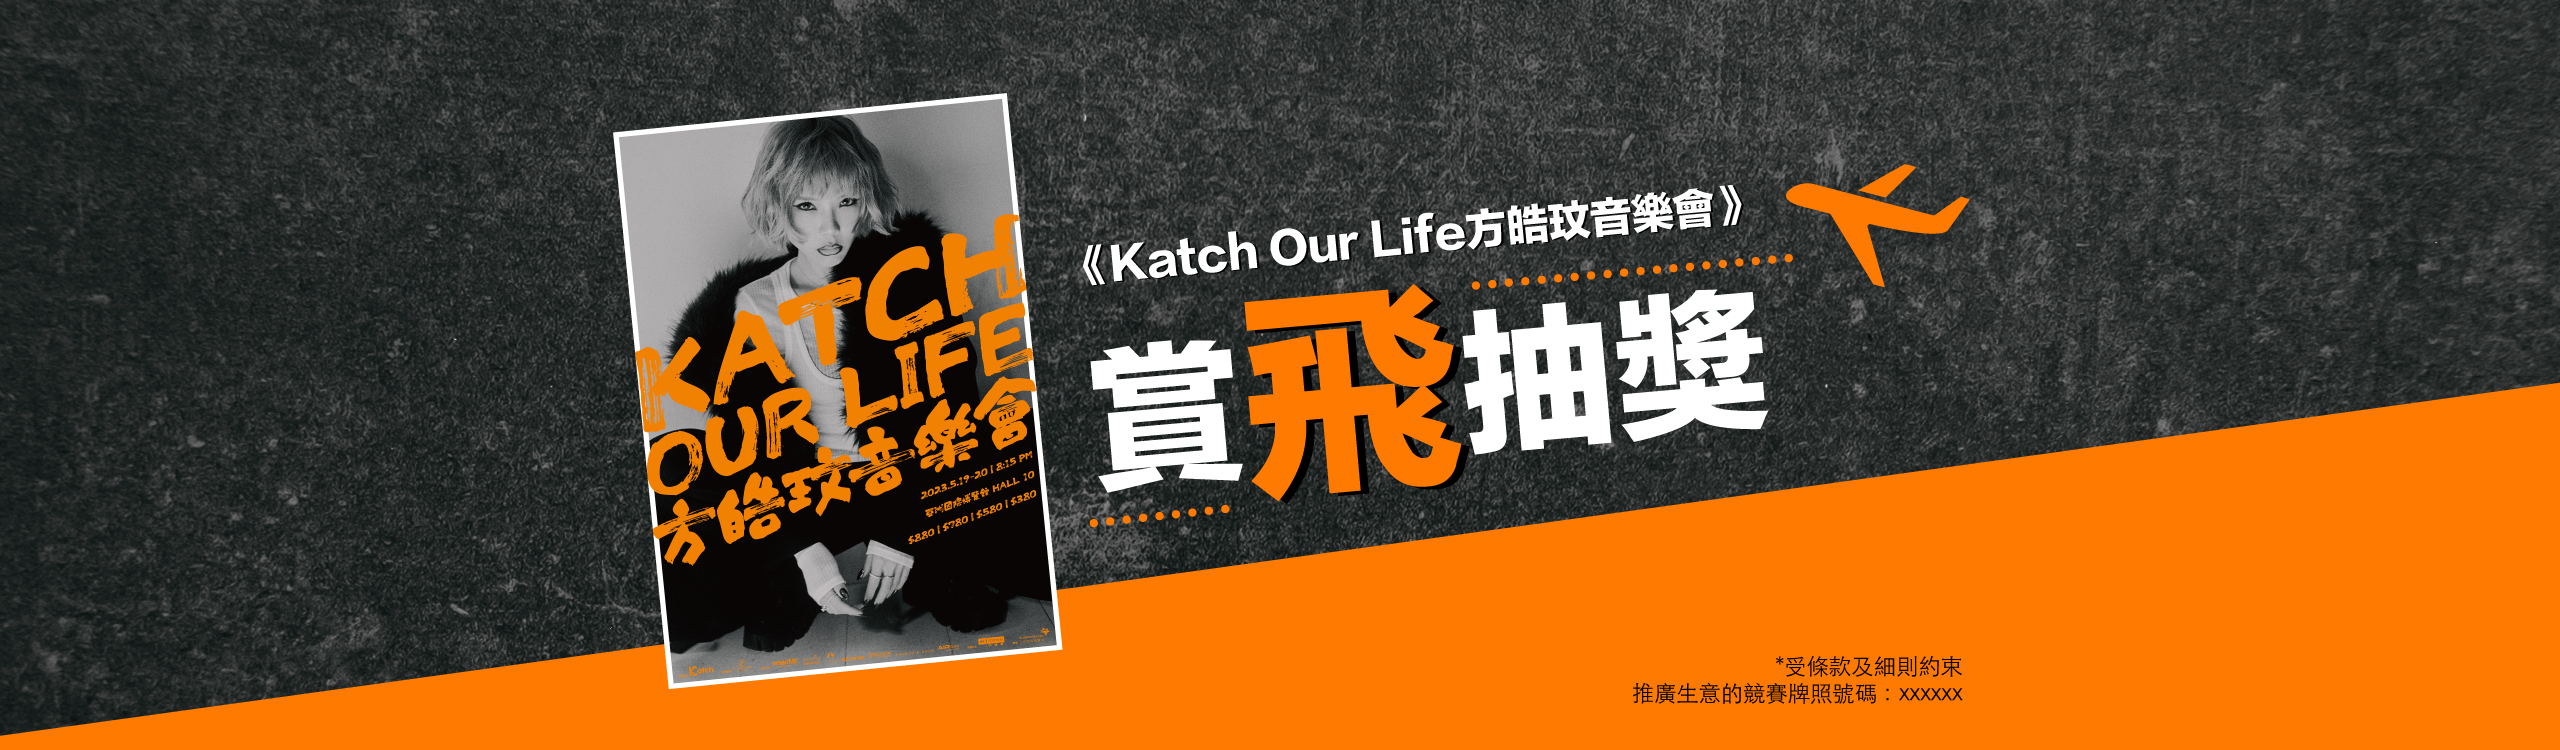 KATCH
OUR LIFE
方皓玟音樂會
2023.5.19-20 | 8:15 PM
亞洲國際博覽館 HALL 10
$880 | $780 | $580 | $380
《Katch Our Life方皓玟音樂會》
賞飛抽獎
*受條款及細則約束
推廣生意的競賽牌照號碼：xxxxxx